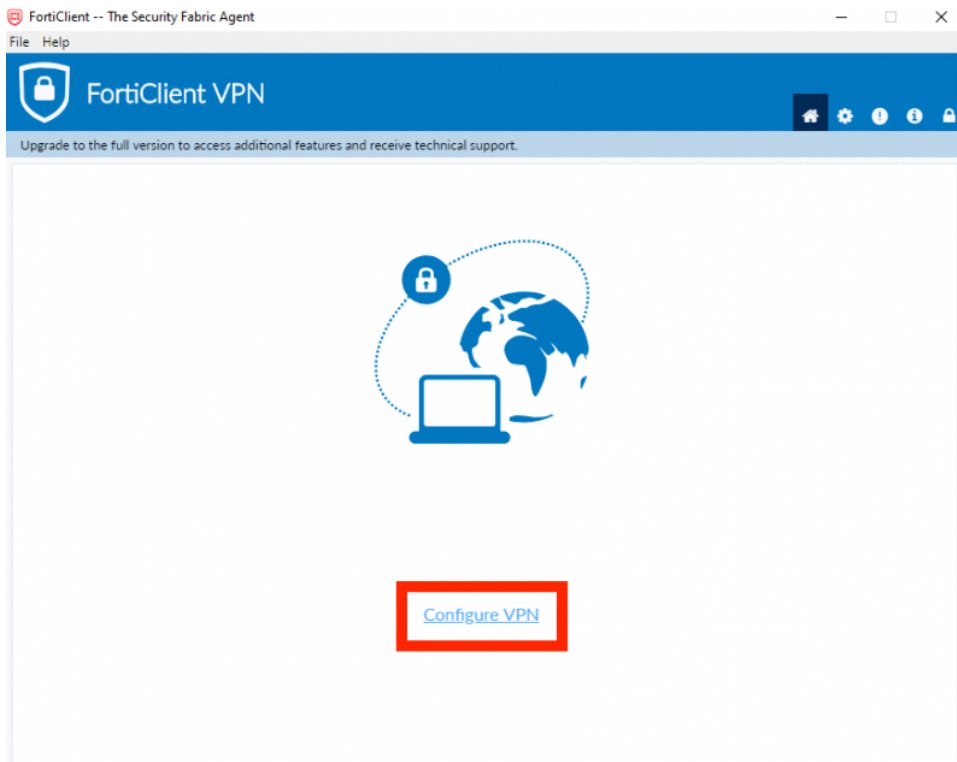 FortiClient -- The Security Fabric Agent
File Help
FortiClient VPN
Upgrade to the full version to access additional features and receive technical support.
Configure VPN